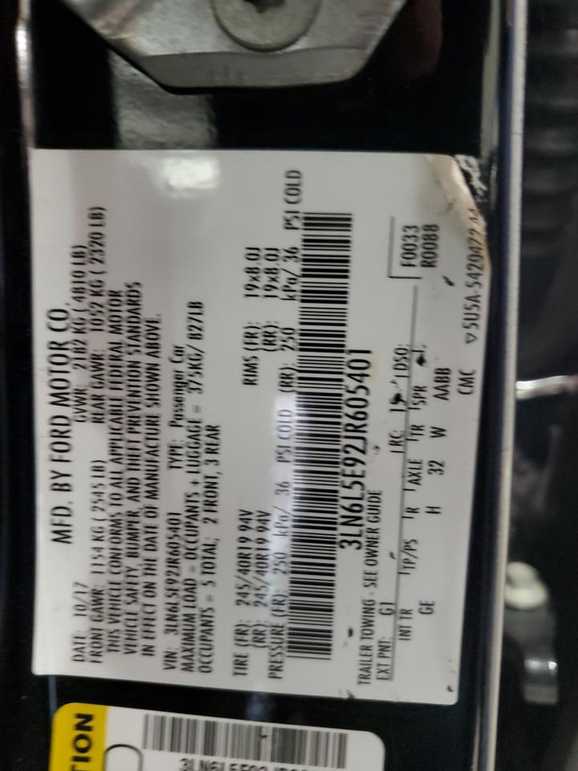 MFD. BY FORD MOTOR CO.
DATE: 10/17 GVWR: 2182 KG ( 4810 LB)
FRONT GAWR: 1154 KG ( 2545 LB) REAR GAWR: 1052 KG ( 2320 LB)
THIS VEHICLE CONFORMS TO ALL APPLICABLE FEDERAL MOTOR
VEHICLE SAFETY, BUMPER, AND THEFT PREVENTION STANDARDS
IN EFFECT ON THE DATE OF MANUFACTURE SHOWN ABOVE.
VIN: 3LN6L5E92JR605401 TYPE: Passenger Car
MAXIMUM LOAD = OCCUPANTS + LUGGAGE = 375KG/ 827LB
OCCUPANTS = 5 TOTAL; 2 FRONT, 3 REAR
TIRE (FR): 245/40R19 94V RIMS (FR): 19x8.0J
(RR): 245/40R19 94V (RR): 19x8.0J
PRESSURE (FR) 250 kPa/ 36 PSI COLD (RR): 250 kPa/ 36 PSI COLD
3LN6L5E92JR605401
TRAILER TOWING - SEE OWNER GUIDE
EXT PNT: G1 RC: DSO: F0033
R0088
INT TR TP/PS R AXLE TR SPR
GE H 32 W AABB
CMC
▽5U5A-5420472-AA
TION